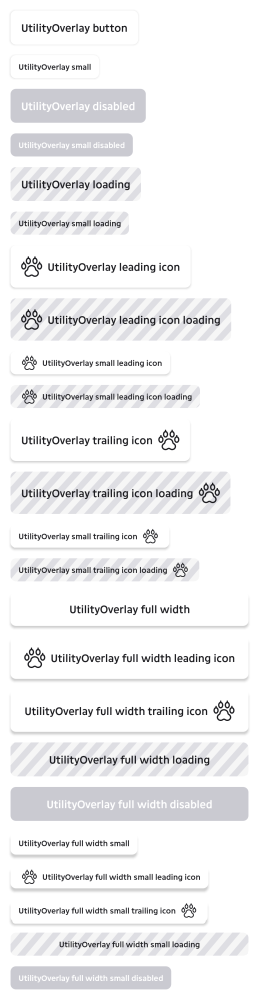 UtilityOverlay button
UtilityOverlay small
UtilityOverlay disabled
UtilityOverlay small disabled
UtilityOverlay loading
UtilityOverlay small loading
UtilityOverlay leading icon
UtilityOverlay leading icon loading
UtilityOverlay small leading icon
UtilityOverlay small leading icon loading
UtilityOverlay trailing icon
UtilityOverlay trailing icon loading
UtilityOverlay small trailing icon
UtilityOverlay small trailing icon loading
UtilityOverlay full width
UtilityOverlay full width leading icon
UtilityOverlay full width trailing icon
UtilityOverlay full width loading
UtilityOverlay full width disabled
UtilityOverlay full width small
UtilityOverlay full width small leading icon
UtilityOverlay full width small trailing icon
UtilityOverlay full width small loading
UtilityOverlay full width small disabled